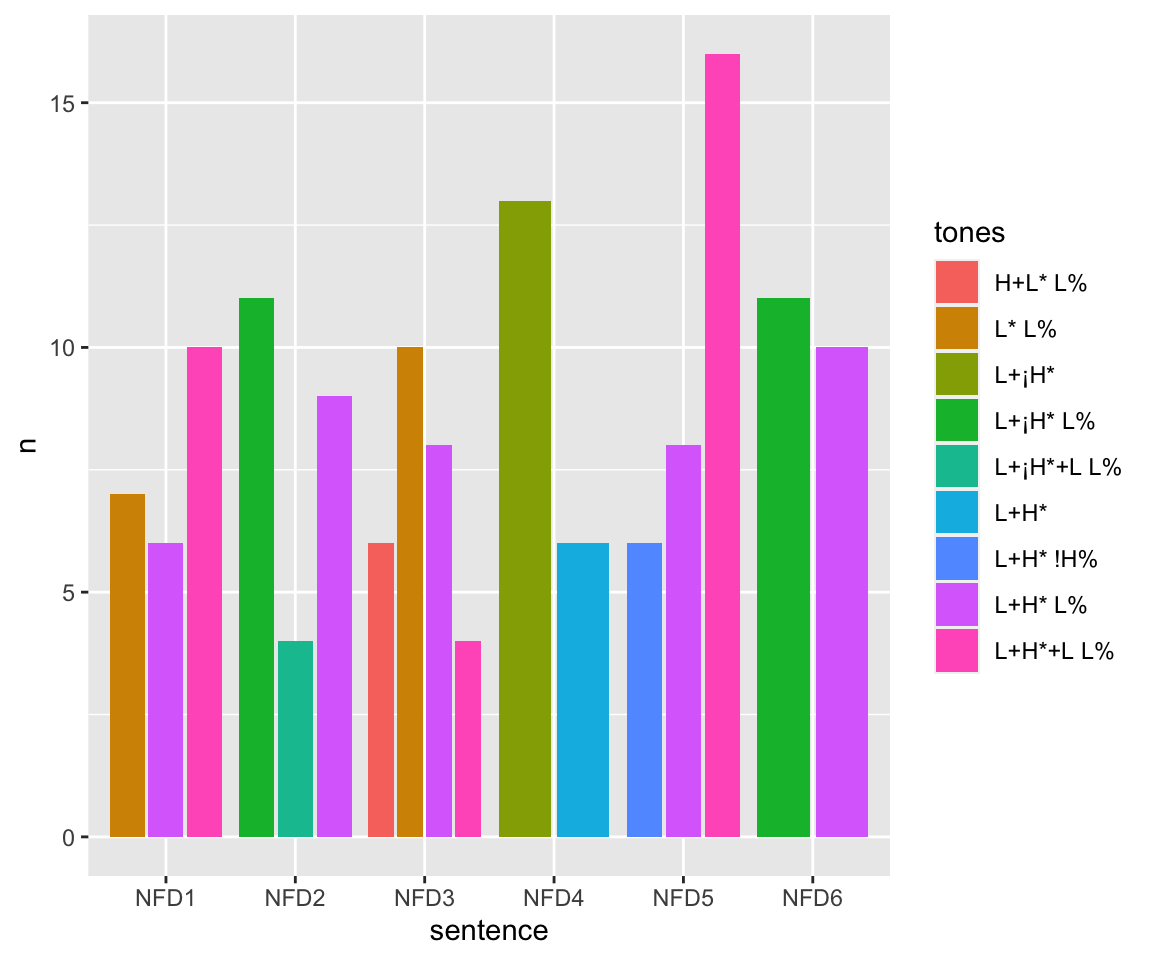 15
10
5
0
n
NFD1 NFD2 NFD3 NFD4 NFD5 NFD6
sentence
tones
H+L* L%
L* L%
L+¡H*
L+¡H* L%
L+¡H*+L L%
L+H*
L+H* !H%
L+H* L%
L+H*+L L%